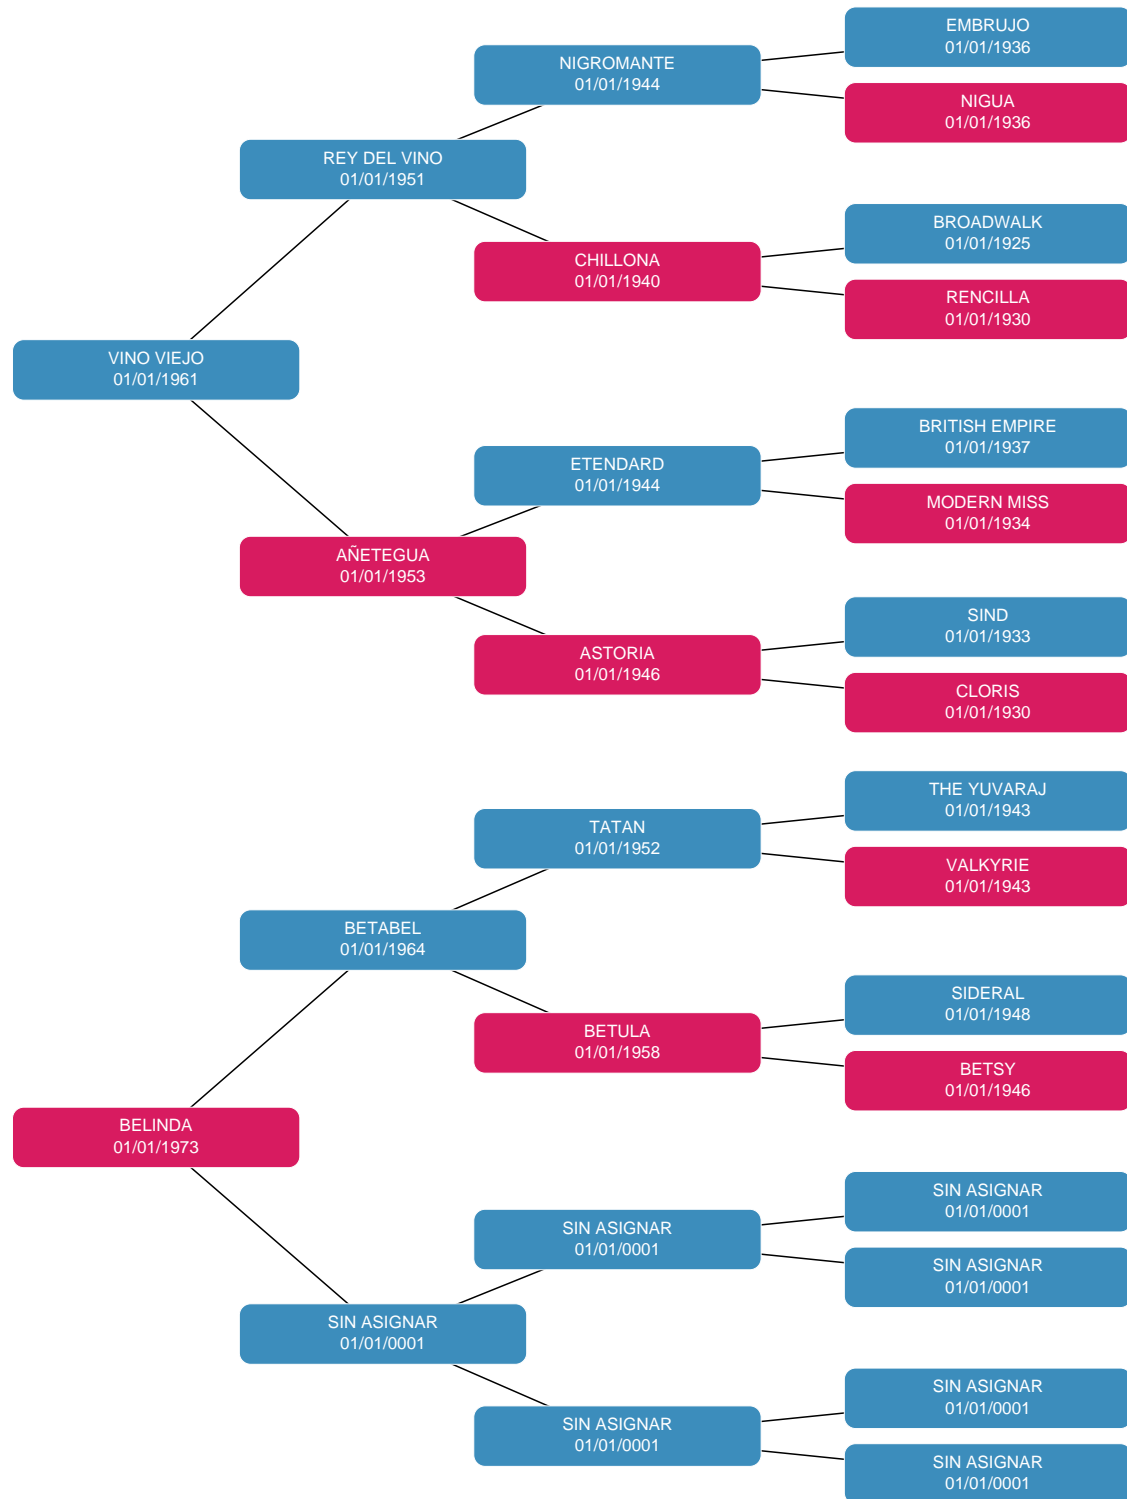 EMBRUJO
01/01/1936
NIGROMANTE
01/01/1944
NIGUA
01/01/1936
REY DEL VINO
01/01/1951
BROADWALK
01/01/1925
CHILLONA
01/01/1940
RENCILLA
01/01/1930
VINO VIEJO
01/01/1961
BRITISH EMPIRE
01/01/1937
ETENDARD
01/01/1944
MODERN MISS
01/01/1934
AÑETEGUA
01/01/1953
SIND
01/01/1933
ASTORIA
01/01/1946
CLORIS
01/01/1930
THE YUVARAJ
01/01/1943
TATAN
01/01/1952
VALKYRIE
01/01/1943
BETABEL
01/01/1964
SIDERAL
01/01/1948
BETULA
01/01/1958
BETSY
01/01/1946
BELINDA
01/01/1973
SIN ASIGNAR
01/01/0001
SIN ASIGNAR
01/01/0001
SIN ASIGNAR
01/01/0001
SIN ASIGNAR
01/01/0001
SIN ASIGNAR
01/01/0001
SIN ASIGNAR
01/01/0001
SIN ASIGNAR
01/01/0001